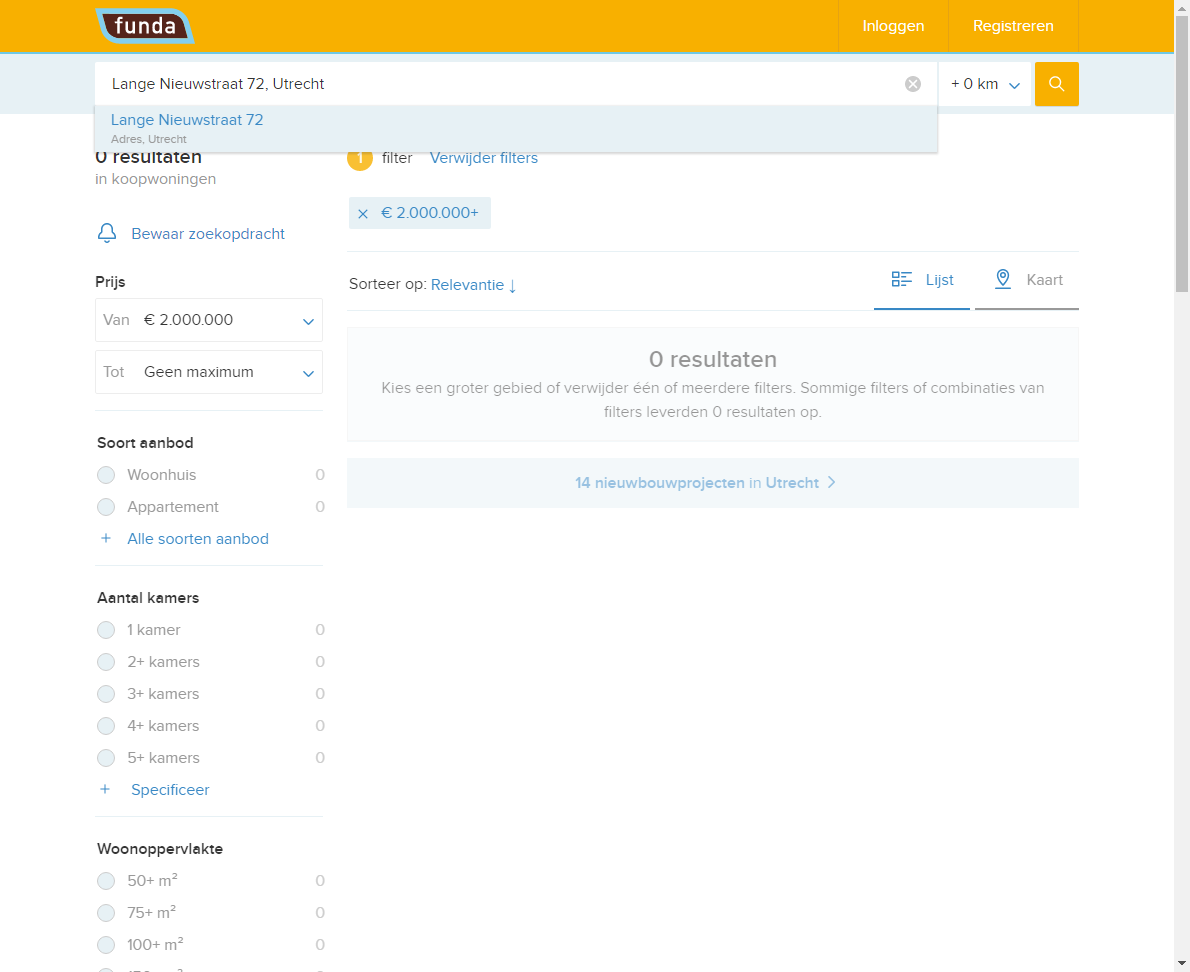 funda
Inloggen
Registreren
Lange Nieuwstraat 72, Utrecht
+ 0 km
Lange Nieuwstraat 72
Adres, Utrecht
0 resultaten
in koopwoningen
1 filter
Verwijder filters
€ 2.000.000+
Bewaar zoekopdracht
Prijs
Van € 2.000.000
Tot Geen maximum
Sorteer op: Relevantie ↓
Lijst
Kaart
0 resultaten
Kies een groter gebied of verwijder één of meerdere filters. Sommige filters of combinaties van
filters leverden 0 resultaten op.
14 nieuwbouwprojecten in Utrecht
Soort aanbod
Woonhuis 0
Appartement 0
+ Alle soorten aanbod
Aantal kamers
1 kamer 0
2+ kamers 0
3+ kamers 0
4+ kamers 0
5+ kamers 0
+ Specificeer
Woonoppervlakte
50+ m² 0
75+ m² 0
100+ m² 0